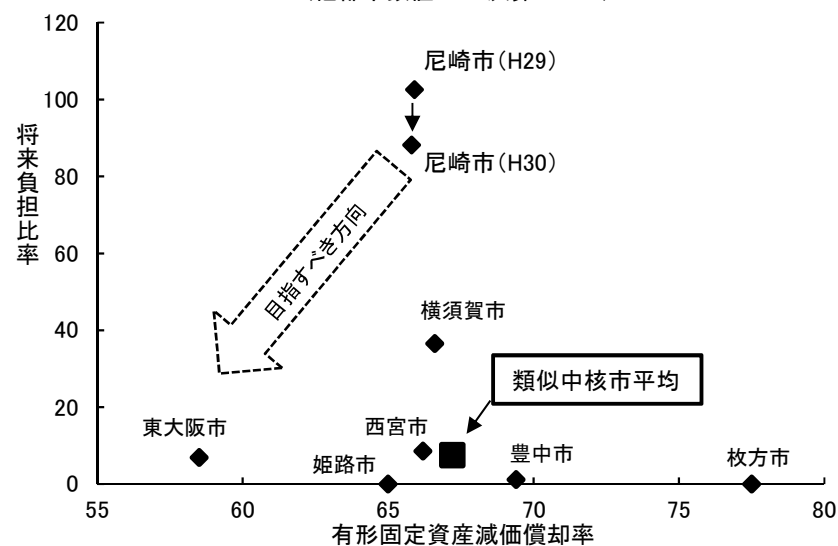 120
100
80
60
40
20
0
将来負担比率
尼崎市(H29)
尼崎市(H30)
目指すべき方向
横須賀市
類似中核市平均
東大阪市
西宮市
姫路市
豊中市
枚方市
55
60
65
70
75
80
有形固定資産減価償却率